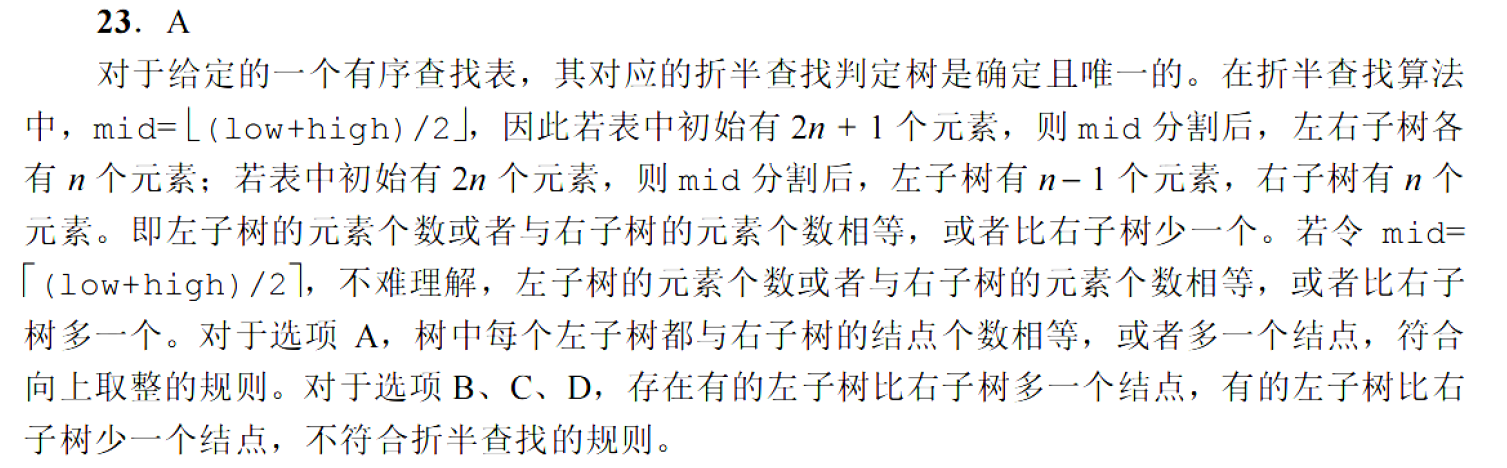 23．A
对于给定的一个有序查找表，其对应的折半查找判定树是确定且唯一的。在折半查找算法
中，mid=⌊(low+high)/2⌋，因此若表中初始有 2n + 1 个元素，则 mid 分割后，左右子树各
有 n 个元素；若表中初始有 2n 个元素，则 mid 分割后，左子树有 n－1 个元素，右子树有 n 个
元素。即左子树的元素个数或者与右子树的元素个数相等，或者比右子树少一个。若令 mid=
⌈(low+high)/2⌉，不难理解，左子树的元素个数或者与右子树的元素个数相等，或者比右子
树多一个。对于选项 A，树中每个左子树都与右子树的结点个数相等，或者多一个结点，符合
向上取整的规则。对于选项 B、C、D，存在有的左子树比右子树多一个结点，有的左子树比右
子树少一个结点，不符合折半查找的规则。